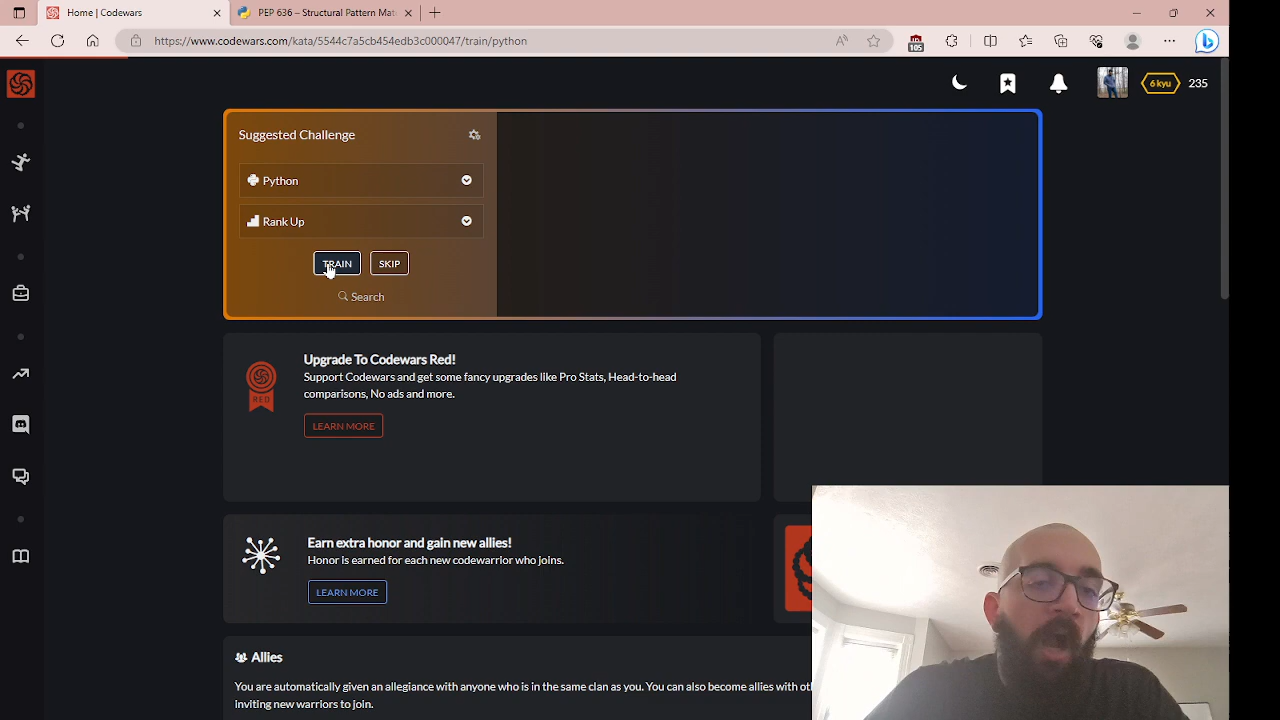 Home | Codewars
PEP 636 – Structural Pattern Mat
https://www.codewars.com/kata/5544c7a5cb454edb3c000047/train/python
105
6 kyu
235
Suggested Challenge
Python
Rank Up
TRAIN
SKIP
Search
Upgrade To Codewars Red!
Support Codewars and get some fancy upgrades like Pro Stats, Head-to-head
comparisons, No ads and more.
RED
LEARN MORE
Earn extra honor and gain new allies!
Honor is earned for each new codewarrior who joins.
LEARN MORE
Allies
You are automatically given an allegiance with anyone who is in the same clan as you. You can also become allies with
inviting new warriors to join.